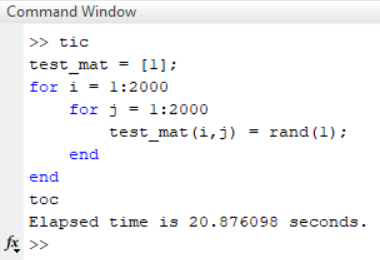 Command Window
>> tic
test_mat = [1];
for i = 1:2000
    for j = 1:2000
        test_mat(i,j) = rand(1);
    end
end
toc
Elapsed time is 20.876098 seconds.
fx >>